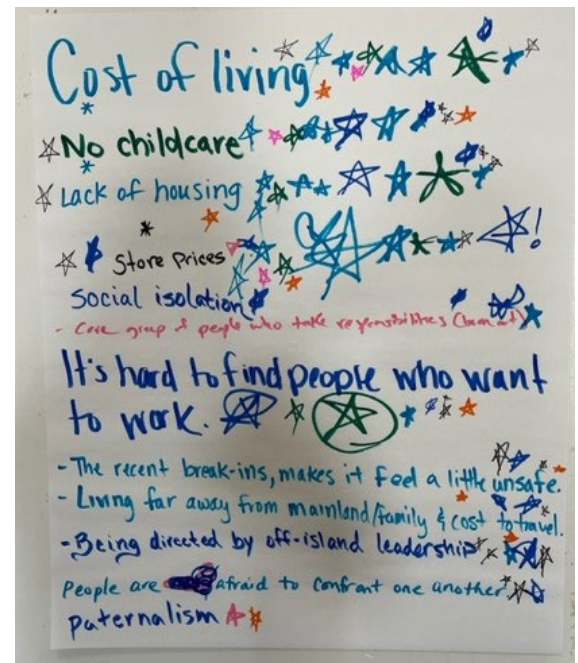 Cost of living
No childcare
Lack of housing
Store Prices
Social isolation
- Core group of people who take responsibilities
It's hard to find people who want
to work.
- The recent break-ins, makes it feel a little unsafe.
- Living far away from mainland/family & cost to travel.
- Being directed by off-island leadership
People are afraid to confront one another
paternalism